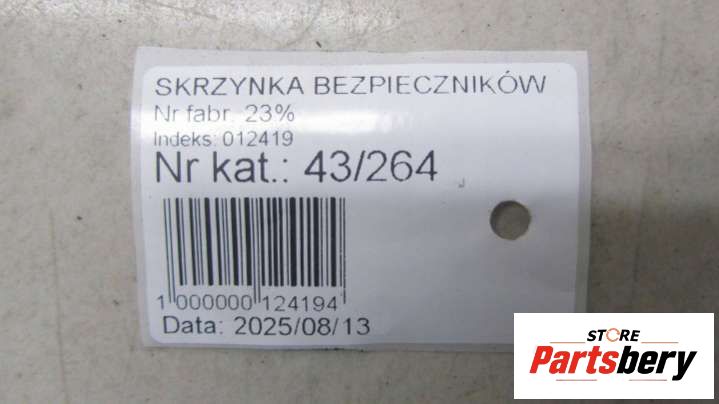 SKRZYNKA BEZPIECZNIKÓW
Nr fabr. 23%
Indeks: 012419
Nr kat.: 43/264
1 000000 124194
Data: 2025/08/13
STORE
Partsbery